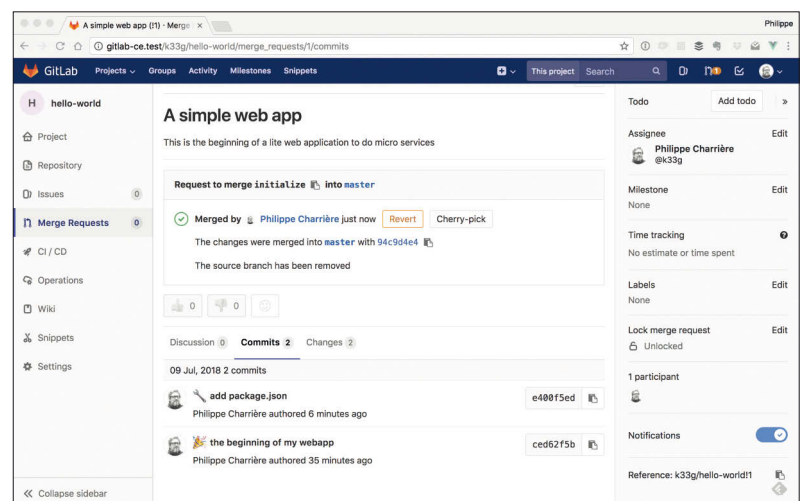 A simple web app (!1) · Merge
Philippe
gitlab-ce.test/k33g/hello-world/merge_requests/1/commits
GitLab Projects Groups Activity Milestones Snippets This project Search 1
H hello-world
Project
Repository
Issues 0
Merge Requests 0
CI / CD
Operations
Wiki
Snippets
Settings
Collapse sidebar
A simple web app
This is the beginning of a lite web application to do micro services
Request to merge initialize into master
Merged by Philippe Charrière just now Revert Cherry-pick
The changes were merged into master with 94c9d4e4
The source branch has been removed
0 0
Discussion 0 Commits 2 Changes 2
09 Jul, 2018 2 commits
add package.json
Philippe Charrière authored 6 minutes ago
e400f5ed
the beginning of my webapp
Philippe Charrière authored 35 minutes ago
ced62f5b
Todo Add todo »
Assignee Edit
Philippe Charrière
@k33g
Milestone Edit
None
Time tracking
No estimate or time spent
Labels Edit
None
Lock merge request Edit
Unlocked
1 participant
Notifications
Reference: k33g/hello-world!1